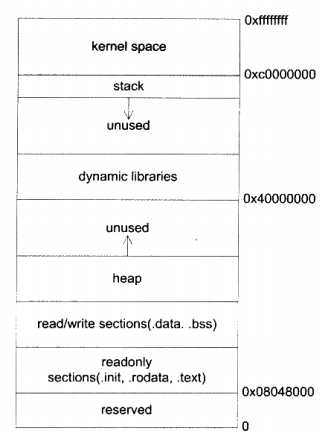 0xffffffff
kernel space
0xc0000000
stack
unused
dynamic libraries
0x40000000
unused
heap
read/write sections(.data. .bss)
readonly
sections(.init, .rodata, .text)
0x08048000
reserved
0